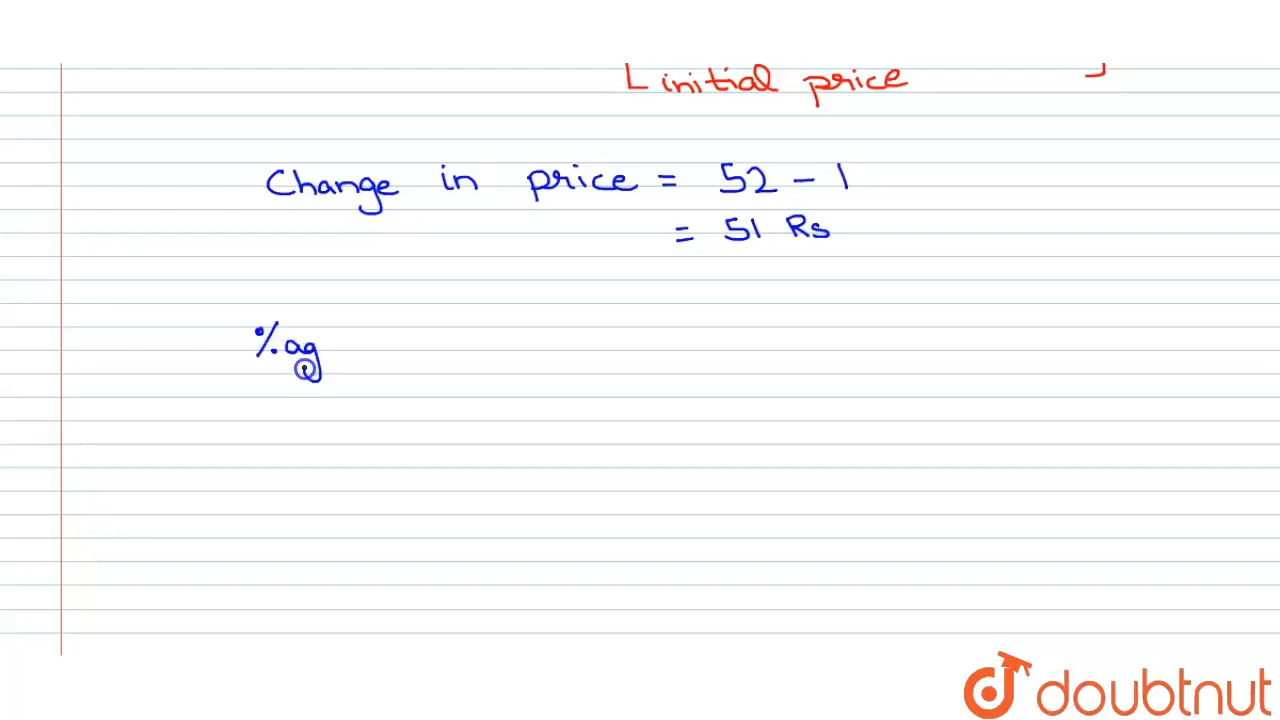 initial price
Change in price = 52 - 1
= 51 Rs
%ag
doubtnut